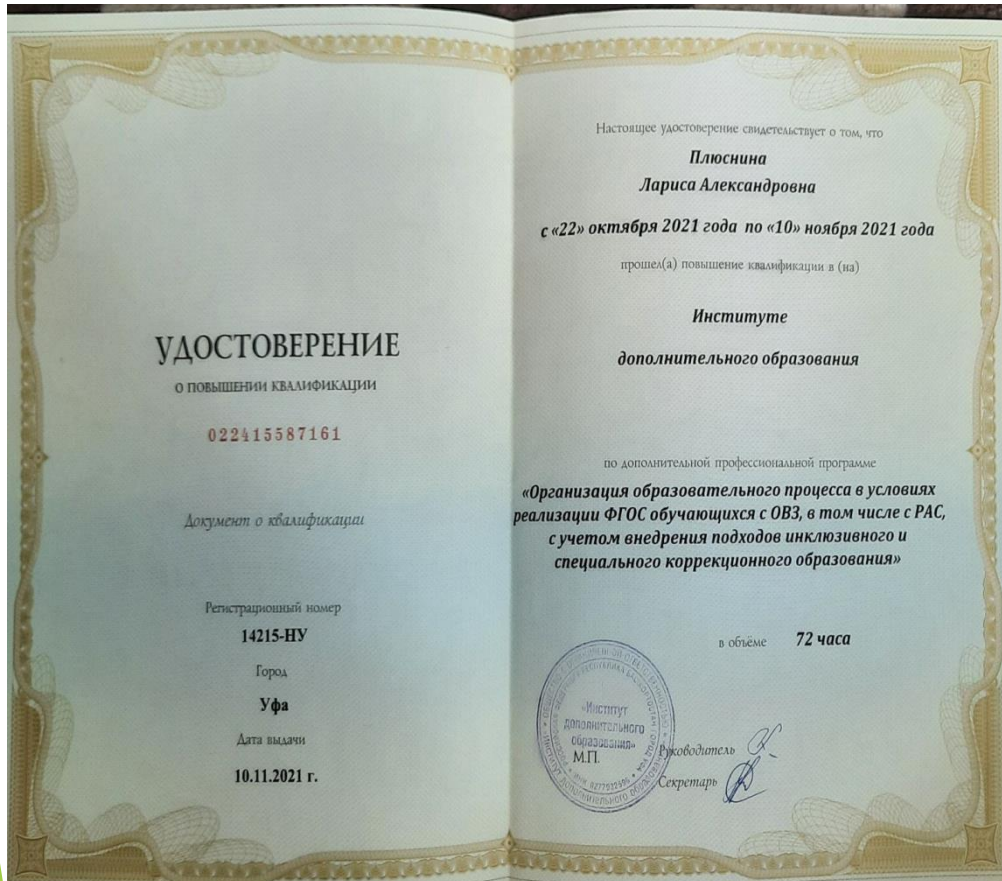 УДОСТОВЕРЕНИЕ
О ПОВЫШЕНИИ КВАЛИФИКАЦИИ
022415587161
Документ о квалификации
Регистрационный номер
14215-НУ
Город
Уфа
Дата выдачи
10.11.2021 г.
Настоящее удостоверение свидетельствует о том, что
Плюснина
Лариса Александровна
с «22» октября 2021 года по «10» ноября 2021 года
прошел(а) повышение квалификации в (на)
Институте
дополнительного образования
по дополнительной профессиональной программе
«Организация образовательного процесса в условиях
реализации ФГОС обучающихся с ОВЗ, в том числе с РАС,
с учетом внедрения подходов инклюзивного и
специального коррекционного образования»
в объёме 72 часа
«Институт
дополнительного
образования»
М.П.
Руководитель
Секретарь